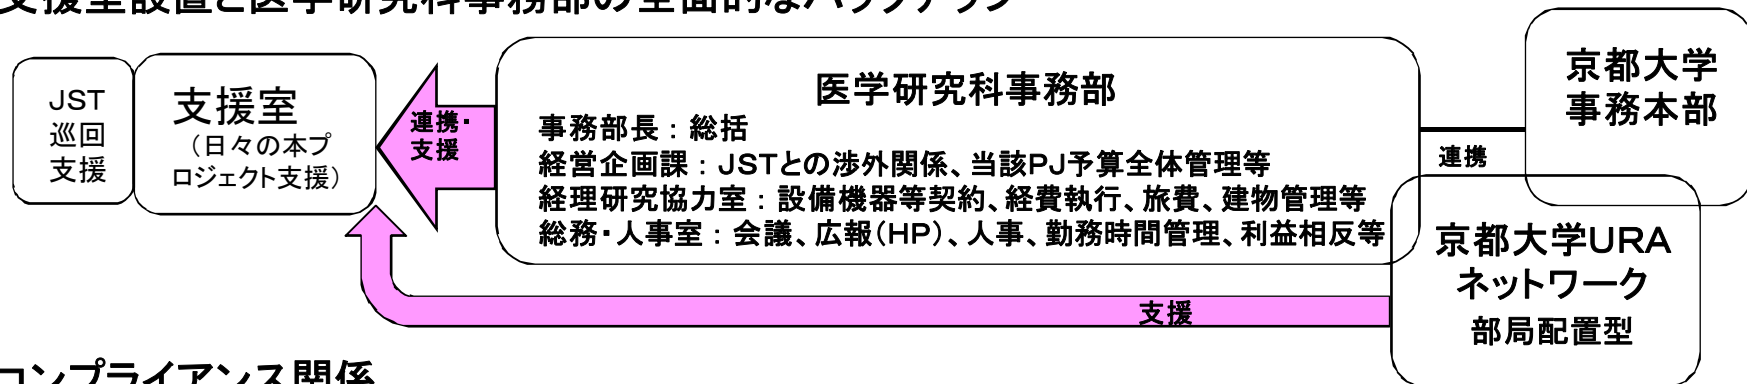 支援室設置と医学研究科事務部の全面的なバックアップ
JST
巡回
支援
支援室
（日々の本プ
ロジェクト支援）
連携・
支援
医学研究科事務部
事務部長：総括
経営企画課：JSTとの渉外関係、当該PJ予算全体管理等
経理研究協力室：設備機器等契約、経費執行、旅費、建物管理等
総務・人事室：会議、広報（HP）、人事、勤務時間管理、利益相反等
京都大学
事務本部
連携
京都大学URA
ネットワーク
部局配置型
支援
コンプライアンス関係